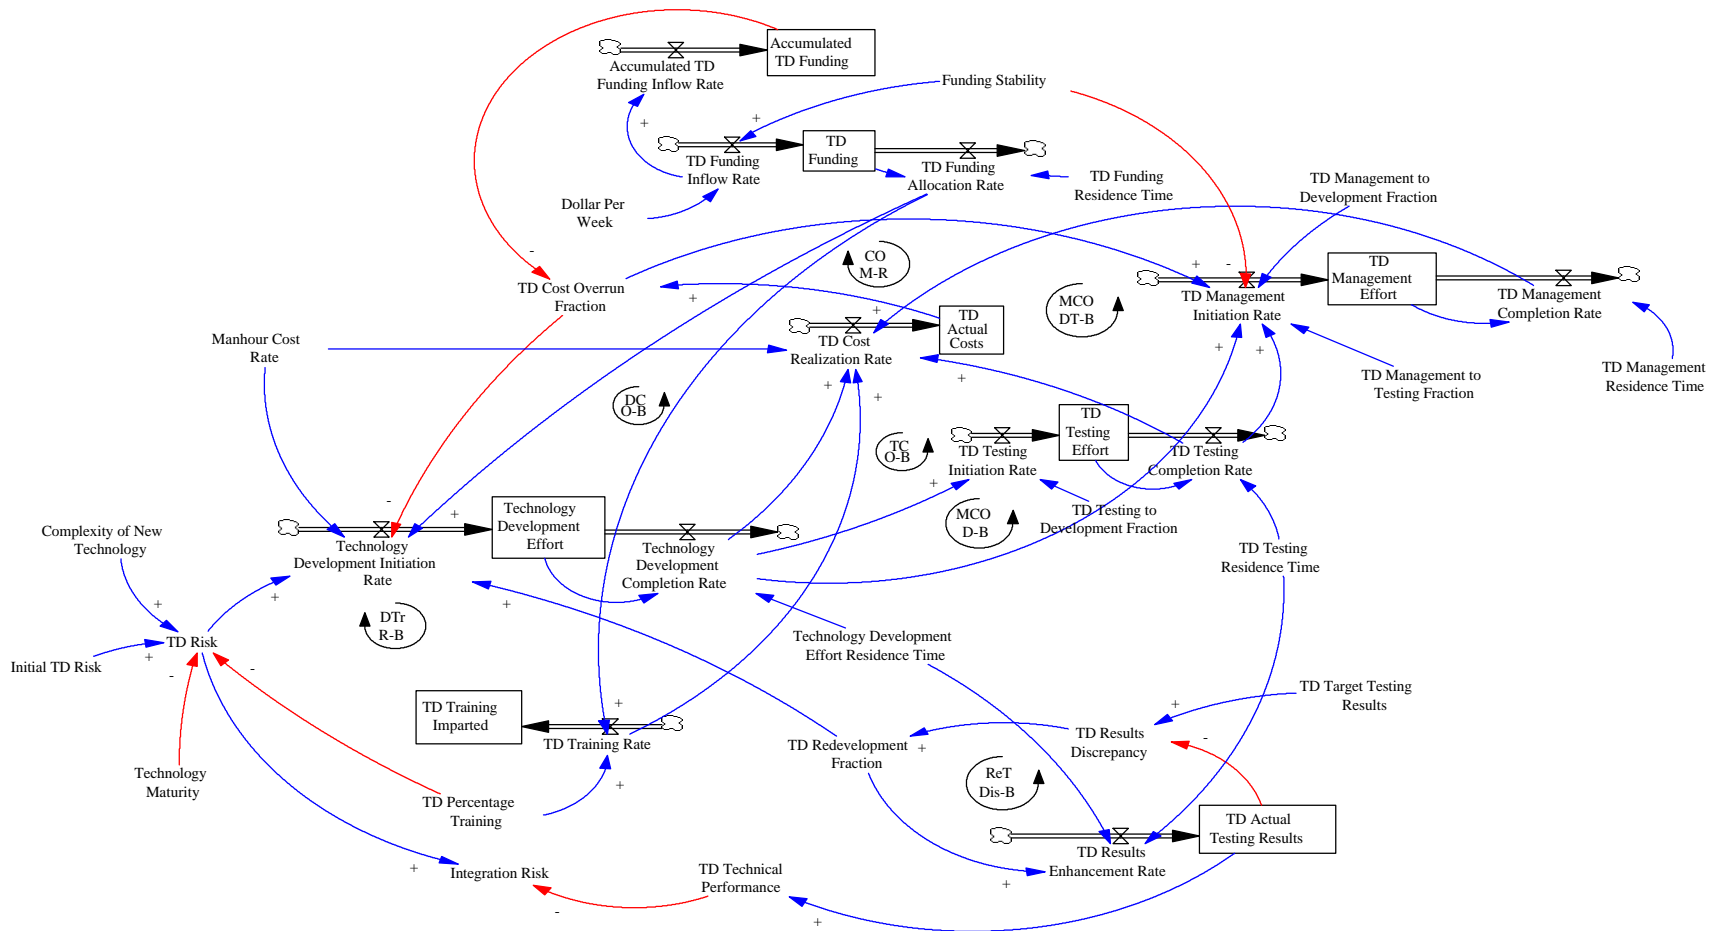 Accumulated
TD Funding
Accumulated TD
Funding Inflow Rate
Funding Stability
+
+
TD
Funding
TD Funding
Inflow Rate
TD Funding
Allocation Rate
TD Funding
Residence Time
TD Management to
Development Fraction
Dollar Per
Week
-
CO
M-R
+
-
TD
Management
Effort
TD Cost Overrun
Fraction
+
MCO
DT-B
TD Management
Initiation Rate
TD Management
Completion Rate
+
TD
Actual
Costs
Manhour Cost
Rate
TD Cost
Realization Rate
+
+
+
+
+
TD Management to
Testing Fraction
TD Management
Residence Time
DC
O-B
TD
Testing
Effort
TC
O-B
TD Testing
Initiation Rate
TD Testing
Completion Rate
+
-
+
Technology
Development
Effort
MCO
D-B
TD Testing to
Development Fraction
Complexity of New
Technology
Technology
Development Initiation
Rate
Technology
Development
Completion Rate
TD Testing
Residence Time
+
+
+
DTr
R-B
TD Risk
Technology Development
Effort Residence Time
Initial TD Risk
+
-
-
TD Target Testing
Results
TD Training
Imparted
+
+
TD Training Rate
TD Redevelopment
Fraction
+
TD Results
Discrepancy
-
Technology
Maturity
ReT
Dis-B
+
TD Percentage
Training
TD Actual
Testing Results
TD Results
Enhancement Rate
+
Integration Risk
TD Technical
Performance
+
-
+